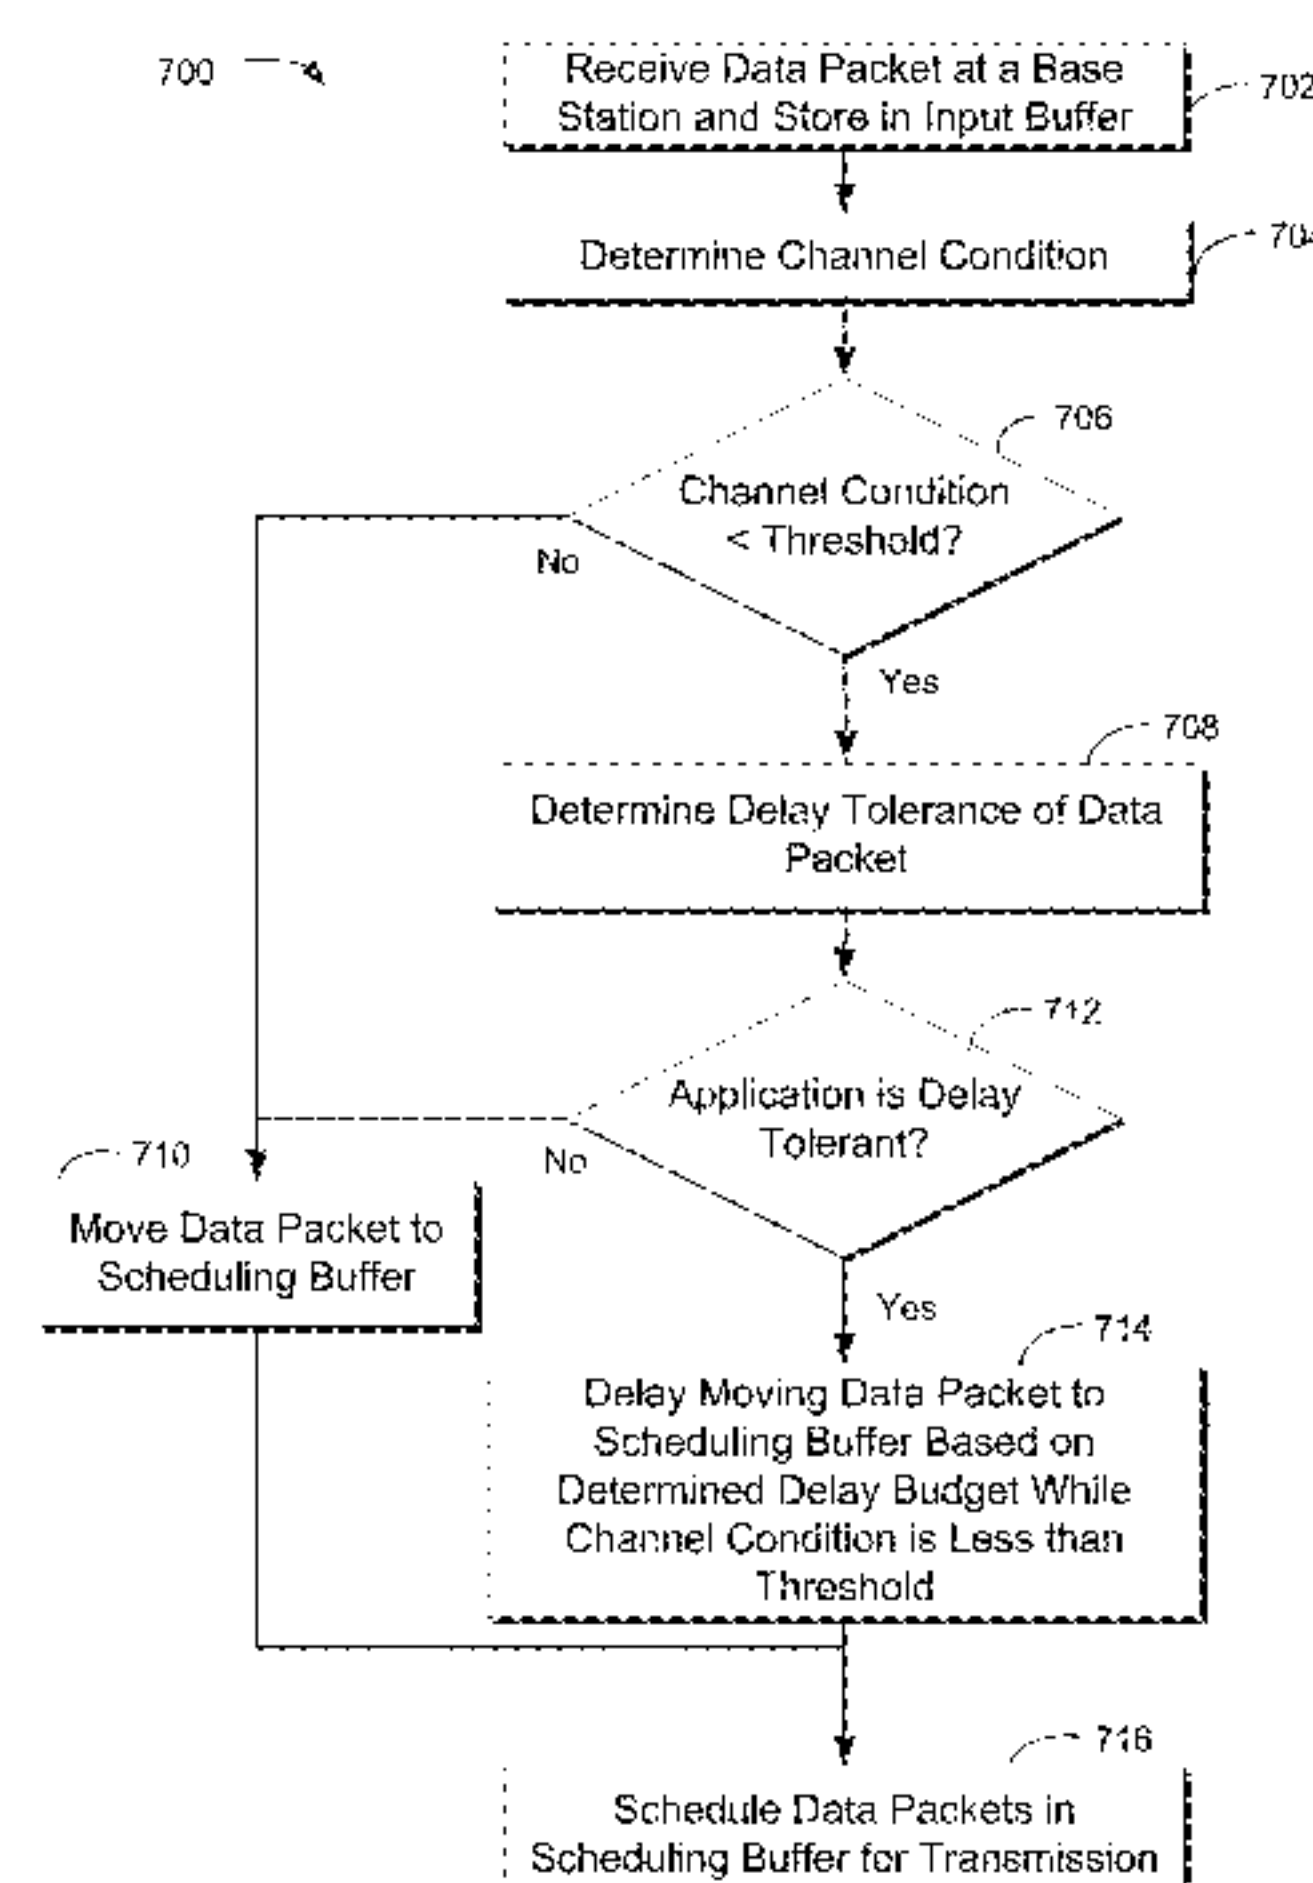 700
Receive Data Packet at a Base
Station and Store in Input Buffer
702
Determine Channel Condition
704
706
Channel Condition
< Threshold?
No
Yes
708
Determine Delay Tolerance of Data
Packet
712
Application is Delay
Tolerant?
No
710
Move Data Packet to
Scheduling Buffer
Yes
714
Delay Moving Data Packet to
Scheduling Buffer Based on
Determined Delay Budget While
Channel Condition is Less than
Threshold
716
Schedule Data Packets in
Scheduling Buffer for Transmission